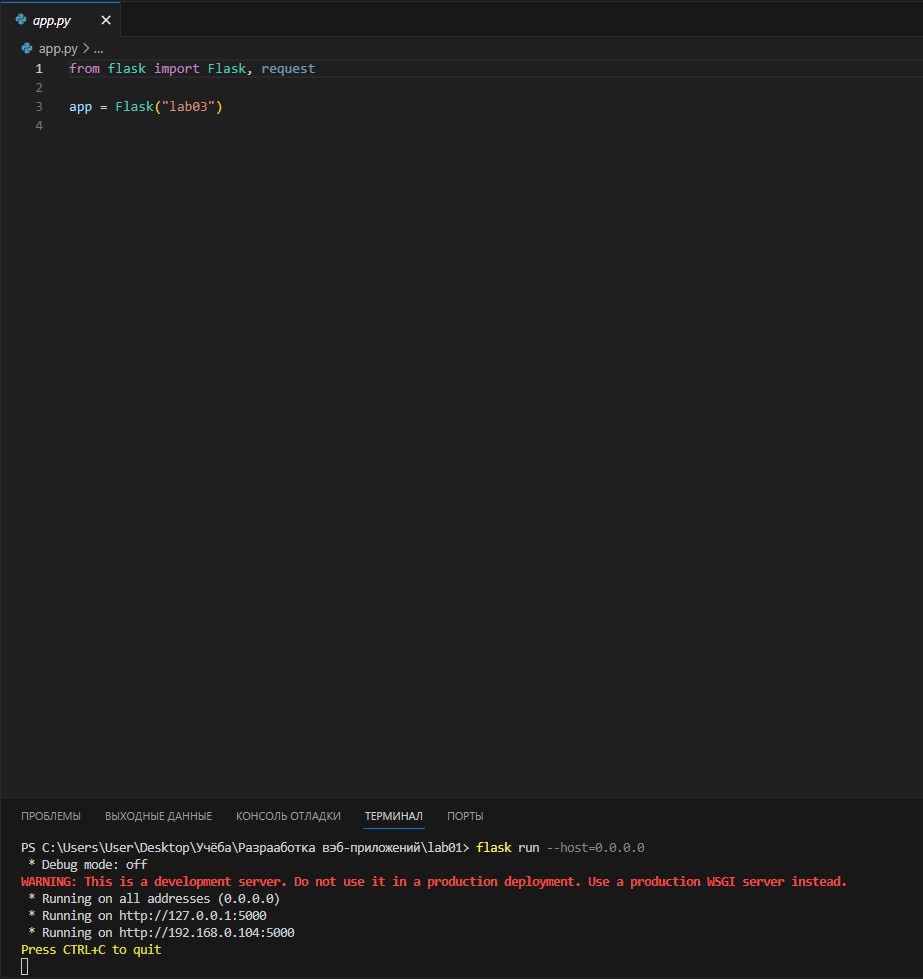 app.py ×
app.py > ...
1 from flask import Flask, request
2
3 app = Flask("lab03")
4
ПРОБЛЕМЫ ВЫХОДНЫЕ ДАННЫЕ КОНСОЛЬ ОТЛАДКИ ТЕРМИНАЛ ПОРТЫ
PS C:\Users\User\Desktop\Учёба\Разрааботка вэб-приложений\lab01> flask run --host=0.0.0.0
* Debug mode: off
WARNING: This is a development server. Do not use it in a production deployment. Use a production WSGI server instead.
* Running on all addresses (0.0.0.0)
* Running on http://127.0.0.1:5000
* Running on http://192.168.0.104:5000
Press CTRL+C to quit